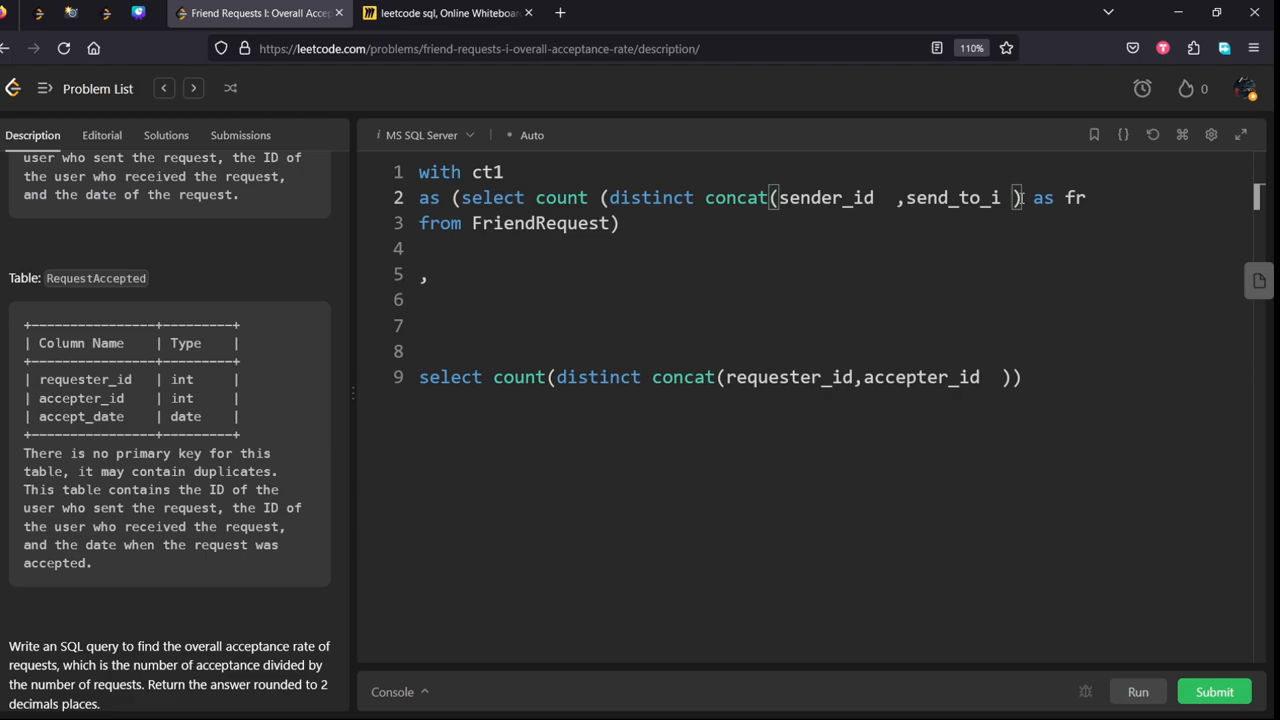 Friend Requests I: Overall Accep
leetcode sql, Online Whiteboard
https://leetcode.com/problems/friend-requests-i-overall-acceptance-rate/description/
110%
Problem List
0
Description Editorial Solutions Submissions
i MS SQL Server • Auto
user who sent the request, the ID of
the user who received the request,
and the date of the request.
Table: RequestAccepted
+----------------+---------+
| Column Name | Type |
+----------------+---------+
| requester_id | int |
| accepter_id | int |
| accept_date | date |
+----------------+---------+
There is no primary key for this
table, it may contain duplicates.
This table contains the ID of the
user who sent the request, the ID of
the user who received the request,
and the date when the request was
accepted.
Write an SQL query to find the overall acceptance rate of
requests, which is the number of acceptance divided by
the number of requests. Return the answer rounded to 2
decimals places.
1 with ct1
2 as (select count (distinct concat(sender_id ,send_to_i ) as fr
3 from FriendRequest)
4
5 ,
6
7
8
9 select count(distinct concat(requester_id,accepter_id ))
Console
Run
Submit